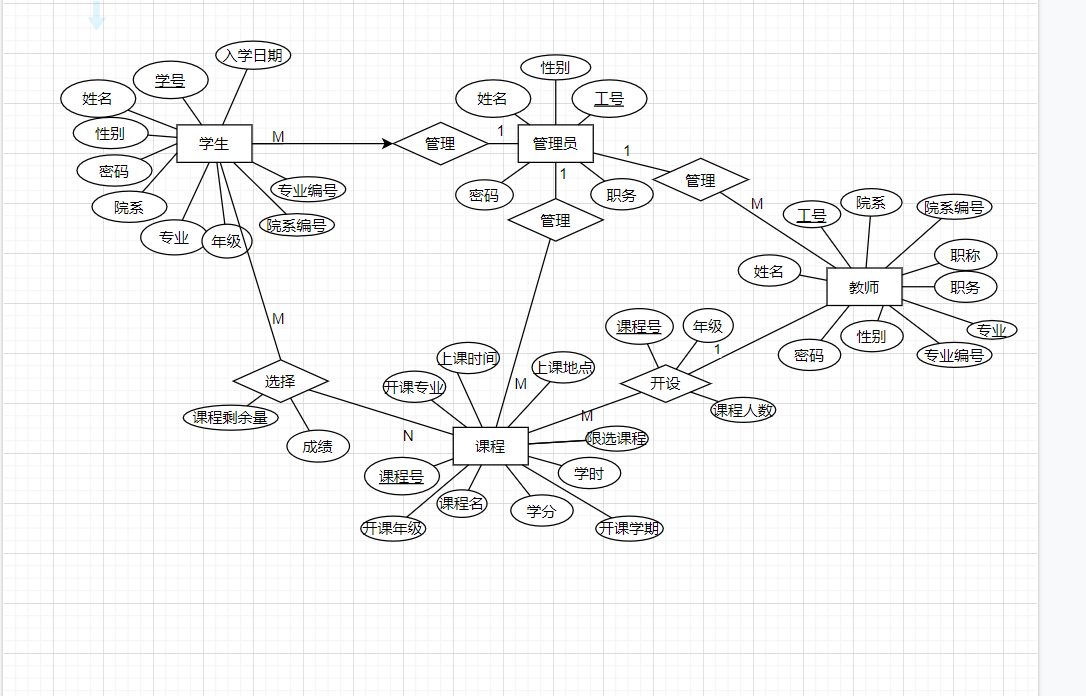 入学日期
学号
姓名
性别
密码
院系
专业
年级
院系编号
专业编号
学生
M
管理
1
性别
姓名
工号
管理员
密码
职务
1
管理
1
管理
M
工号
院系
院系编号
职称
职务
专业
专业编号
性别
密码
姓名
教师
M
选择
课程剩余量
成绩
N
上课时间
开课专业
M
上课地点
课程号
年级
1
开设
课程人数
M
课程
限选课程
学时
课程号
课程名
学分
开课年级
开课学期